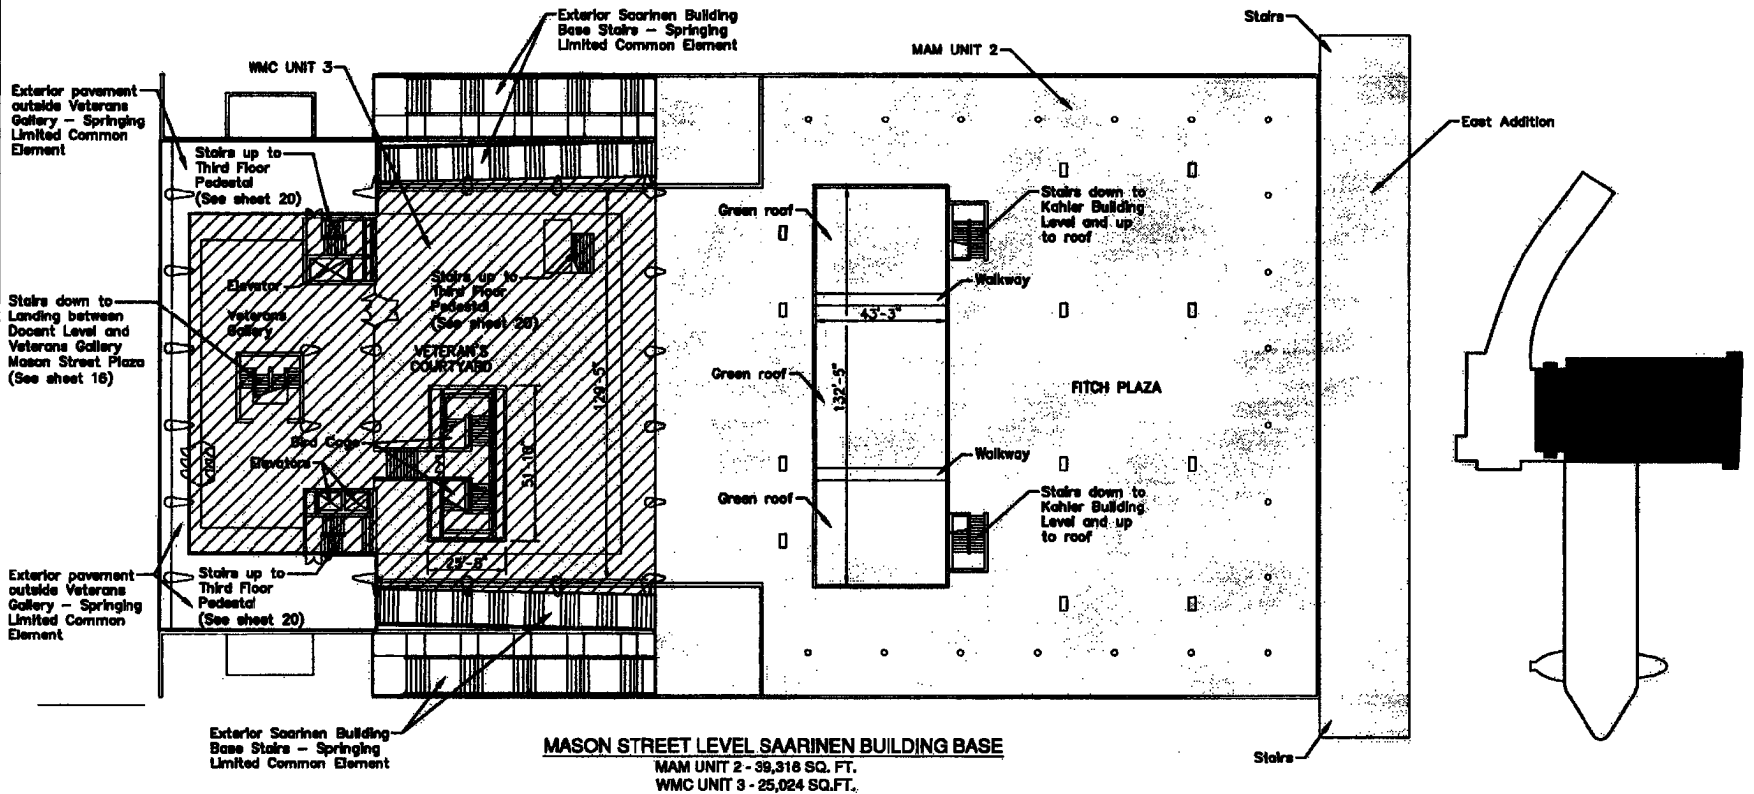 Exterior Saarinen Building
Base Stairs – Springing
Limited Common Element
Stairs
MAM UNIT 2
WMC UNIT 3
Exterior pavement
outside Veterans
Gallery – Springing
Limited Common
Element
East Addition
Stairs up to
Third Floor
Pedestal
(See sheet 20)
Green roof
Stairs down to
Kahler Building
Level and up
to roof
Elevator
Stairs up to
Third Floor
Pedestal
(See sheet 20)
Walkway
Stairs down to
Landing between
Docent Level and
Veterans Gallery
Mason Street Plaza
(See sheet 16)
Veterans
Gallery
43'-3"
VETERAN'S
COURTYARD
129'-5"
Green roof
132'-5"
FITCH PLAZA
Bird Cage
Elevators
Walkway
Green roof
Stairs down to
Kahler Building
Level and up
to roof
Exterior pavement
outside Veterans
Gallery – Springing
Limited Common
Element
Stairs up to
Third Floor
Pedestal
(See sheet 20)
Exterior Saarinen Building
Base Stairs – Springing
Limited Common Element
Stairs
MASON STREET LEVEL SAARINEN BUILDING BASE
MAM UNIT 2 - 39,318 SQ. FT.
WMC UNIT 3 - 25,024 SQ.FT.